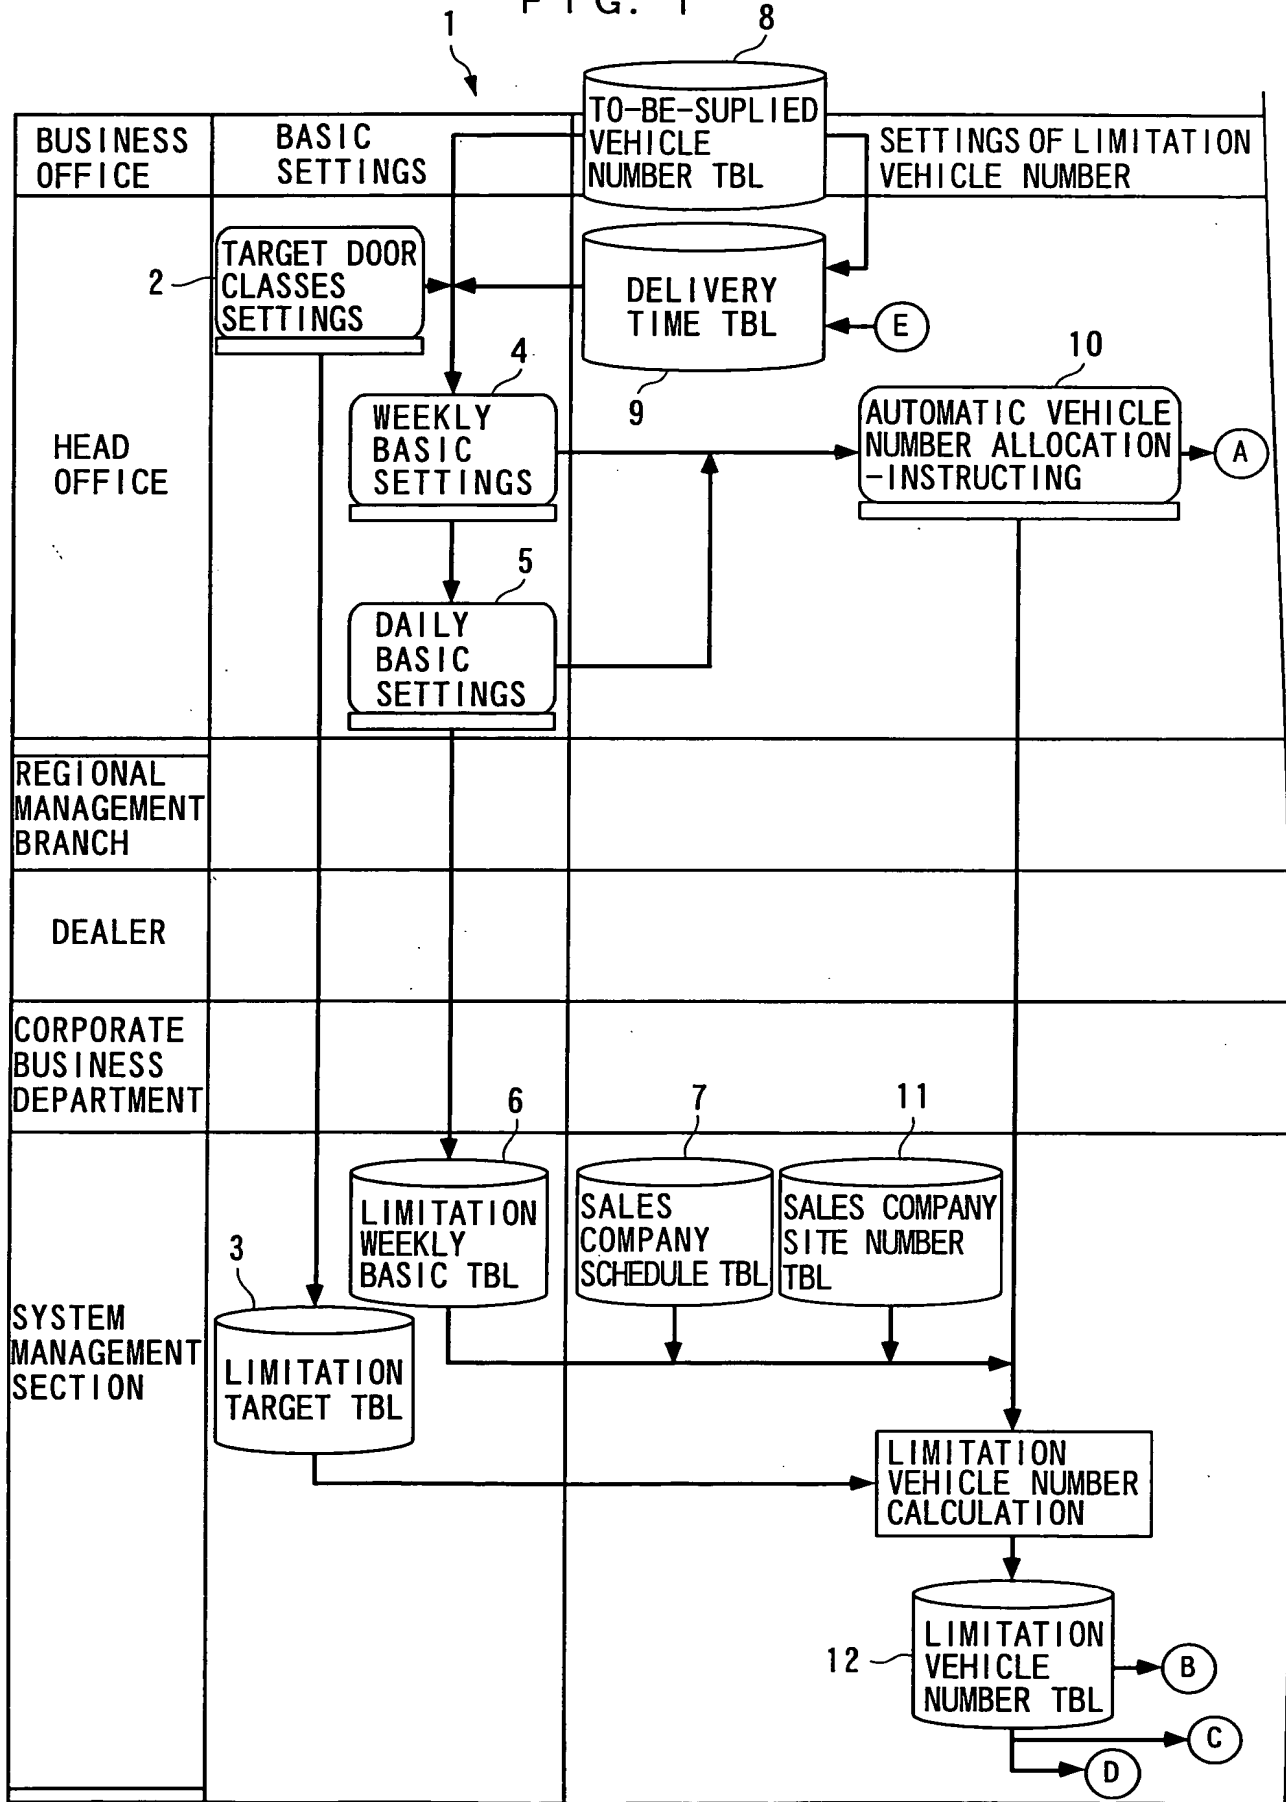 FIG. 1
1
8
BUSINESS
OFFICE
BASIC
SETTINGS
TO-BE-SUPLIED
VEHICLE
NUMBER TBL
SETTINGS OF LIMITATION
VEHICLE NUMBER
2
TARGET DOOR
CLASSES
SETTINGS
DELIVERY
TIME TBL
E
9
4
10
HEAD
OFFICE
WEEKLY
BASIC
SETTINGS
AUTOMATIC VEHICLE
NUMBER ALLOCATION
-INSTRUCTING
A
5
DAILY
BASIC
SETTINGS
REGIONAL
MANAGEMENT
BRANCH
DEALER
CORPORATE
BUSINESS
DEPARTMENT
6
7
11
SYSTEM
MANAGEMENT
SECTION
3
LIMITATION
WEEKLY
BASIC TBL
SALES
COMPANY
SCHEDULE TBL
SALES COMPANY
SITE NUMBER
TBL
LIMITATION
TARGET TBL
LIMITATION
VEHICLE NUMBER
CALCULATION
12
LIMITATION
VEHICLE
NUMBER TBL
B
C
D